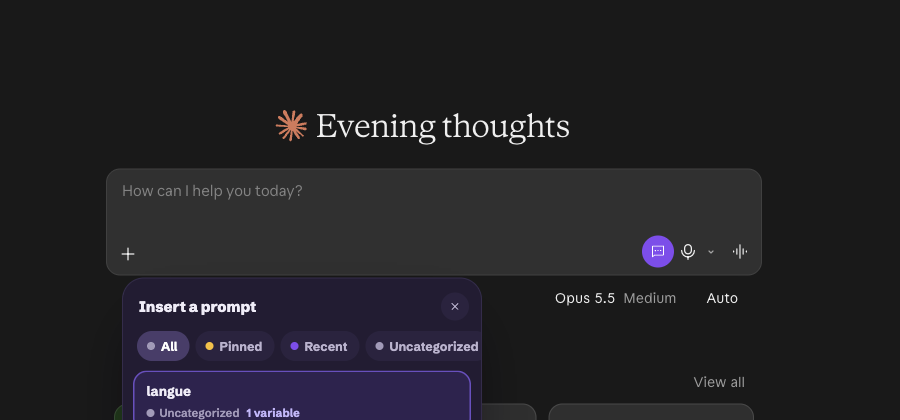 Evening thoughts
How can I help you today?
Opus 5.5 Medium Auto
Insert a prompt
All Pinned Recent Uncategorized
View all
langue
Uncategorized 1 variable